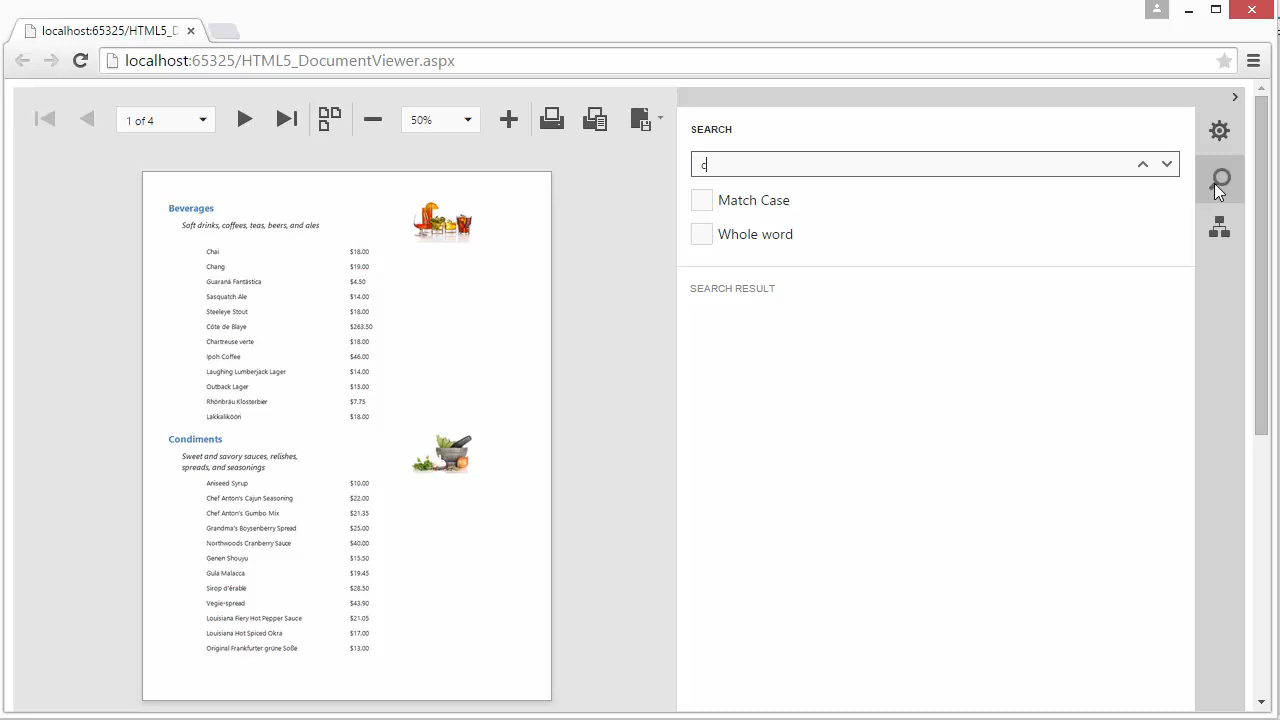 localhost:65325/HTML5_D
localhost:65325/HTML5_DocumentViewer.aspx
1 of 4
50%
SEARCH
c
Match Case
Whole word
SEARCH RESULT
Beverages
Soft drinks, coffees, teas, beers, and ales
Chai $18.00
Chang $19.00
Guaraná Fantástica $4.50
Sasquatch Ale $14.00
Steeleye Stout $18.00
Côte de Blaye $263.50
Chartreuse verte $18.00
Ipoh Coffee $46.00
Laughing Lumberjack Lager $14.00
Outback Lager $15.00
Rhönbräu Klosterbier $7.75
Lakkalikööri $18.00
Condiments
Sweet and savory sauces, relishes,
spreads, and seasonings
Aniseed Syrup $10.00
Chef Anton's Cajun Seasoning $22.00
Chef Anton's Gumbo Mix $21.35
Grandma's Boysenberry Spread $25.00
Northwoods Cranberry Sauce $40.00
Genen Shouyu $15.50
Gula Malacca $19.45
Sirop d'érable $28.50
Vegie-spread $43.90
Louisiana Fiery Hot Pepper Sauce $21.05
Louisiana Hot Spiced Okra $17.00
Original Frankfurter grüne Soße $13.00